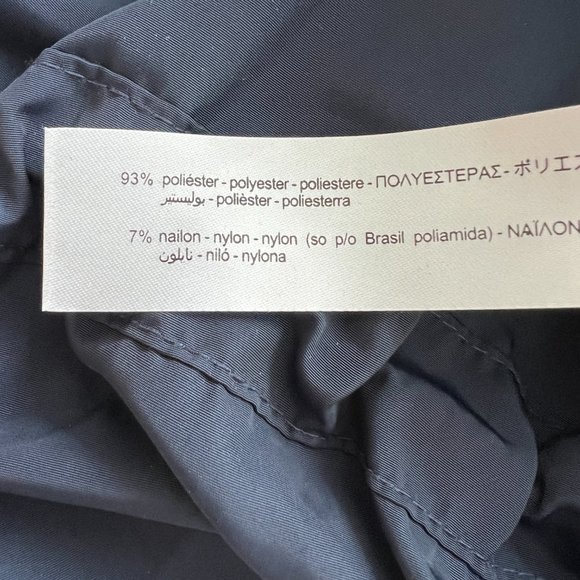 93% poliéster - polyester - poliestere - ΠΟΛΥΕΣΤΕΡΑΣ - ポリエス
بوليستير - polièster - poliesterra
7% nailon - nylon - nylon (so p/o Brasil poliamida) - ΝΑΪΛΟΝ
نايلون - niló - nylona